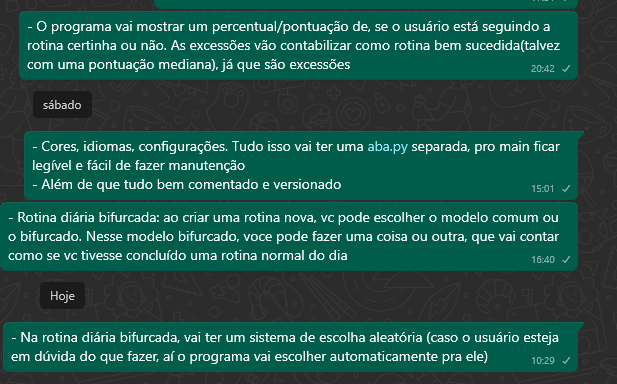 - O programa vai mostrar um percentual/pontuação de, se o usuário está seguindo a
rotina certinha ou não. As excessões vão contabilizar como rotina bem sucedida(talvez
com uma pontuação mediana), já que são excessões
20:42
sábado
- Cores, idiomas, configurações. Tudo isso vai ter uma aba.py separada, pro main ficar
legível e fácil de fazer manutenção
- Além de que tudo bem comentado e versionado
15:01
- Rotina diária bifurcada: ao criar uma rotina nova, vc pode escolher o modelo comum ou
o bifurcado. Nesse modelo bifurcado, voce pode fazer uma coisa ou outra, que vai contar
como se vc tivesse concluído uma rotina normal do dia
16:40
Hoje
- Na rotina diária bifurcada, vai ter um sistema de escolha aleatória (caso o usuário esteja
em dúvida do que fazer, aí o programa vai escolher automaticamente pra ele)
10:29